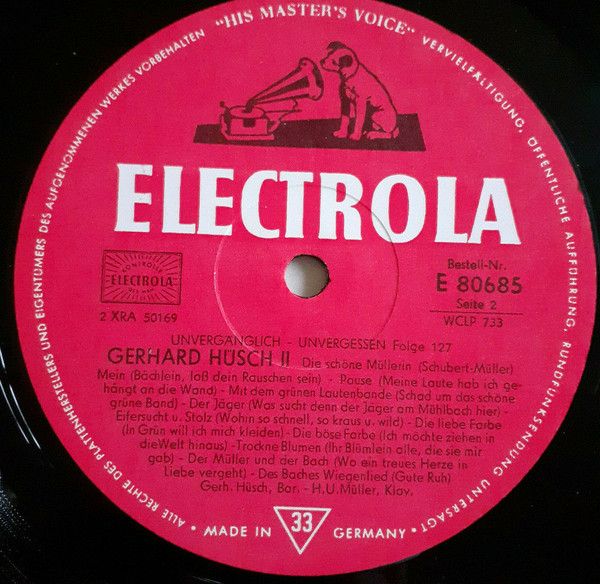 ALLE RECHTE DES PLATTENHERSTELLERS UND EIGENTÜMERS DES AUFGENOMMENEN WERKES VORBEHALTEN · "HIS MASTER'S VOICE" · VERVIELFÄLTIGUNG, ÖFFENTLICHE AUFFÜHRUNG, RUNDFUNKSENDUNG UNTERSAGT ·
ELECTROLA
ELECTROLA
2 XRA 50169
Bestell-Nr.
E 80685
Seite 2
WCLP 733
UNVERGÄNGLICH - UNVERGESSEN Folge 127
GERHARD HÜSCH II Die schöne Müllerin (Schubert-Müller)
Mein (Bächlein, laß dein Rauschen sein) - Pause (Meine Laute hab ich ge-
hängt an die Wand) - Mit dem grünen Lautenbande (Schad um das schöne
grüne Band) - Der Jäger (Was sucht denn der Jäger am Mühlbach hier) -
Eifersucht u. Stolz (Wohin so schnell, so kraus u. wild) - Die liebe Farbe
(In Grün will ich mich kleiden) - Die böse Farbe (Ich möchte ziehen in
die Welt hinaus) - Trockne Blumen (Ihr Blümlein alle, die sie mir
gab) - Der Müller und der Bach (Wo ein treues Herze in
Liebe vergeht) - Des Baches Wiegenlied (Gute Ruh)
Gerh. Hüsch, Bar. - H.U. Müller, Klav.
MADE IN 33 GERMANY